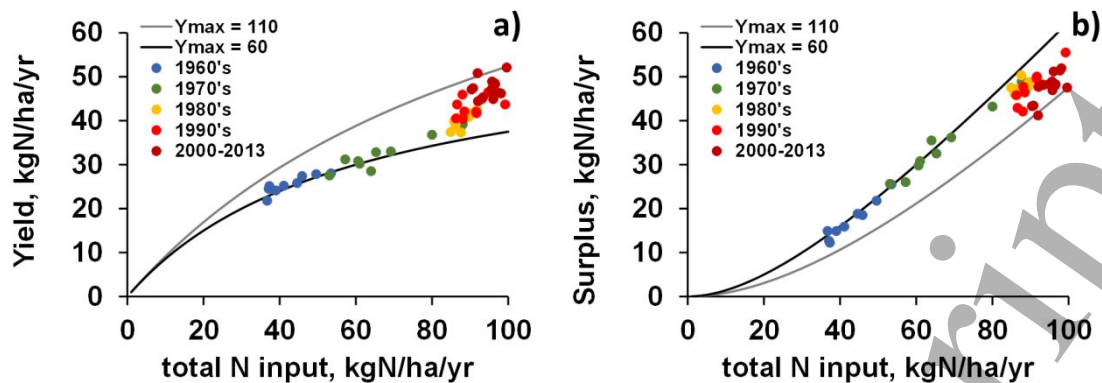 a)
Ymax = 110
Ymax = 60
1960's
1970's
1980's
1990's
2000-2013
Yield, kgN/ha/yr
60
50
40
30
20
10
0
0 20 40 60 80 100
total N input, kgN/ha/yr
b)
Ymax = 110
Ymax = 60
1960's
1970's
1980's
1990's
2000-2013
Surplus, kgN/ha/yr
60
50
40
30
20
10
0
0 20 40 60 80 100
total N input, kgN/ha/yr